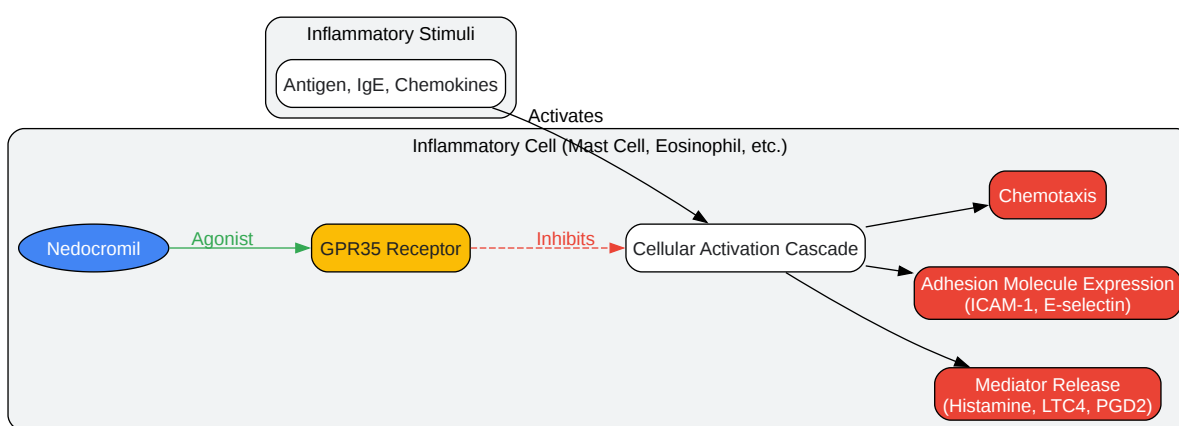 Inflammatory Stimuli
Antigen, IgE, Chemokines
Activates
Inflammatory Cell (Mast Cell, Eosinophil, etc.)
Chemotaxis
Nedocromil
Agonist
GPR35 Receptor
Inhibits
Cellular Activation Cascade
Adhesion Molecule Expression
(ICAM-1, E-selectin)
Mediator Release
(Histamine, LTC4, PGD2)